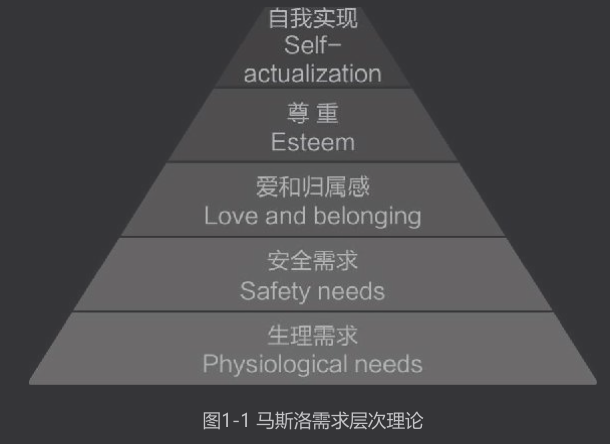 自我实现
Self-
actualization
尊重
Esteem
爱和归属感
Love and belonging
安全需求
Safety needs
生理需求
Physiological needs
图1-1 马斯洛需求层次理论